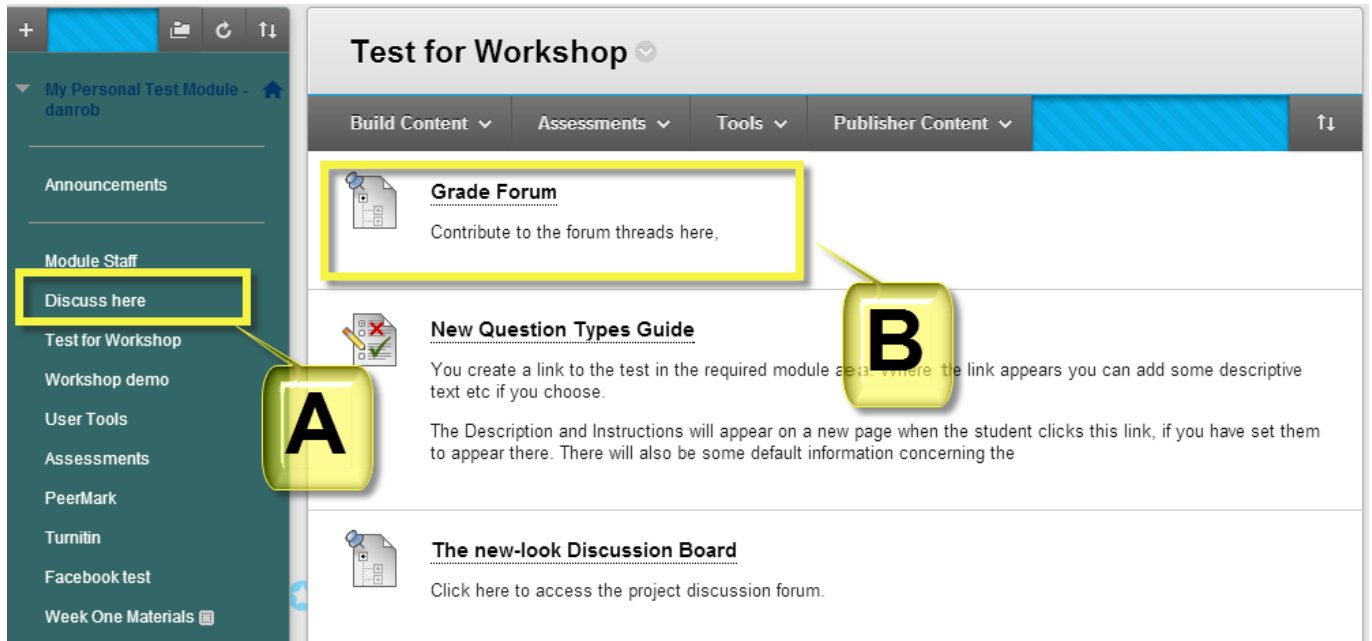 My Personal Test Module -
danrob
Announcements
Module Staff
Discuss here
Test for Workshop
Workshop demo
User Tools
Assessments
PeerMark
Turnitin
Facebook test
Week One Materials
A
Test for Workshop
Build Content
Assessments
Tools
Publisher Content
Grade Forum
Contribute to the forum threads here,
B
New Question Types Guide
You create a link to the test in the required module area. Where the link appears you can add some descriptive
text etc if you choose.
The Description and Instructions will appear on a new page when the student clicks this link, if you have set them
to appear there. There will also be some default information concerning the
The new-look Discussion Board
Click here to access the project discussion forum.